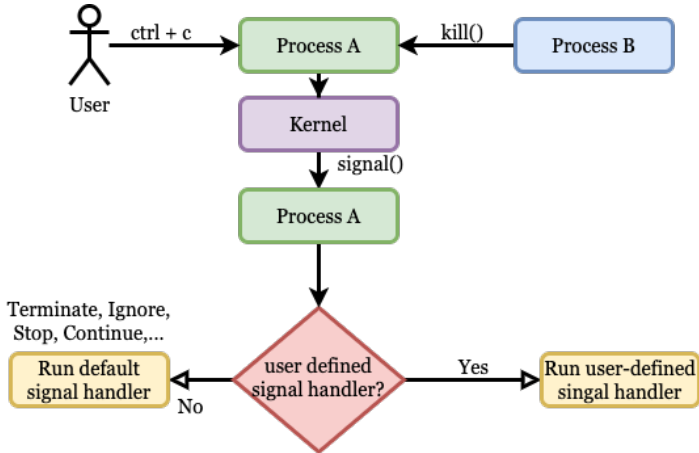 ctrl + c
Process A
kill()
Process B
User
Kernel
signal()
Process A
Terminate, Ignore,
Stop, Continue,...
Run default
signal handler
No
user defined
signal handler?
Yes
Run user-defined
singal handler